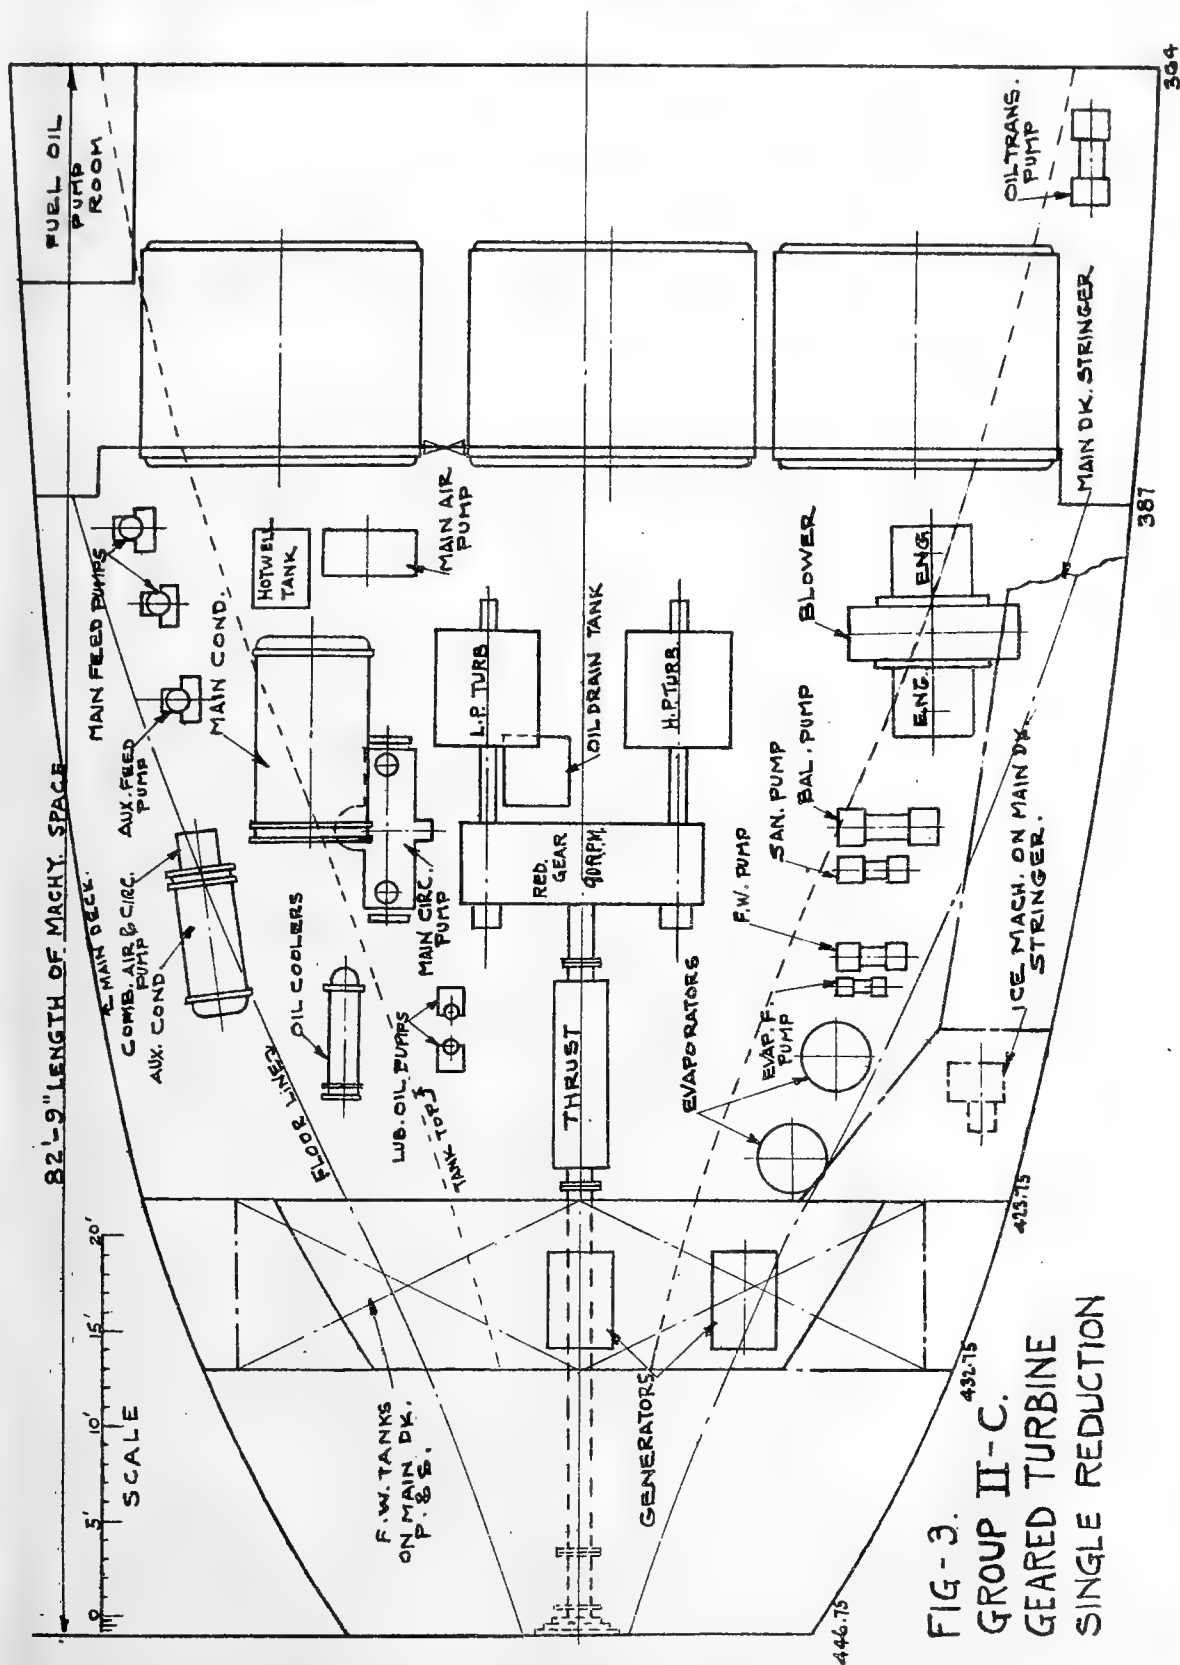 82'-9" LENGTH OF MACHY. SPACE
FUEL OIL
PUMP
ROOM
364
OIL TRANS.
PUMP
MAIN DK. STRINGER
387
MAIN FEED PUMPS
HOTWELL
TANK
MAIN AIR
PUMP
MAIN COND.
AUX. FEED
PUMP
L.P. TURB
OIL DRAIN TANK
H.P. TURB.
BLOWER
ENG.
ENG.
MAIN DECK.
COMB. AIR & CIRC.
PUMP
AUX. COND
OIL COOLERS
MAIN CIRC.
PUMP
RED.
GEAR
90 R.P.M.
SAN. PUMP
BAL. PUMP
F.W. PUMP
EVAP. F.
PUMP
EVAPORATORS
ICE MACH. ON MAIN DK.
STRINGER.
LUB. OIL PUMPS
FLOOR LINE
TANK TOP
THRUST
423.75
F.W. TANKS
ON MAIN DK.
P. & S.
GENERATORS
432.75
446.75
0 5' 10' 15' 20'
SCALE
FIG-3.
GROUP II-C.
GEARED TURBINE
SINGLE REDUCTION